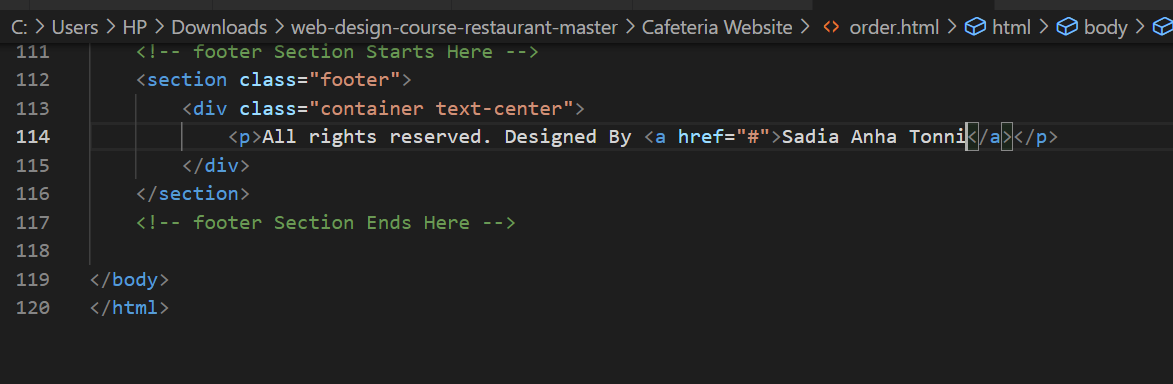 C: > Users > HP > Downloads > web-design-course-restaurant-master > Cafeteria Website > <> order.html > html > body >
111 <!-- footer Section Starts Here -->
112 <section class="footer">
113 <div class="container text-center">
114 <p>All rights reserved. Designed By <a href="#">Sadia Anha Tonni</a></p>
115 </div>
116 </section>
117 <!-- footer Section Ends Here -->
118
119 </body>
120 </html>